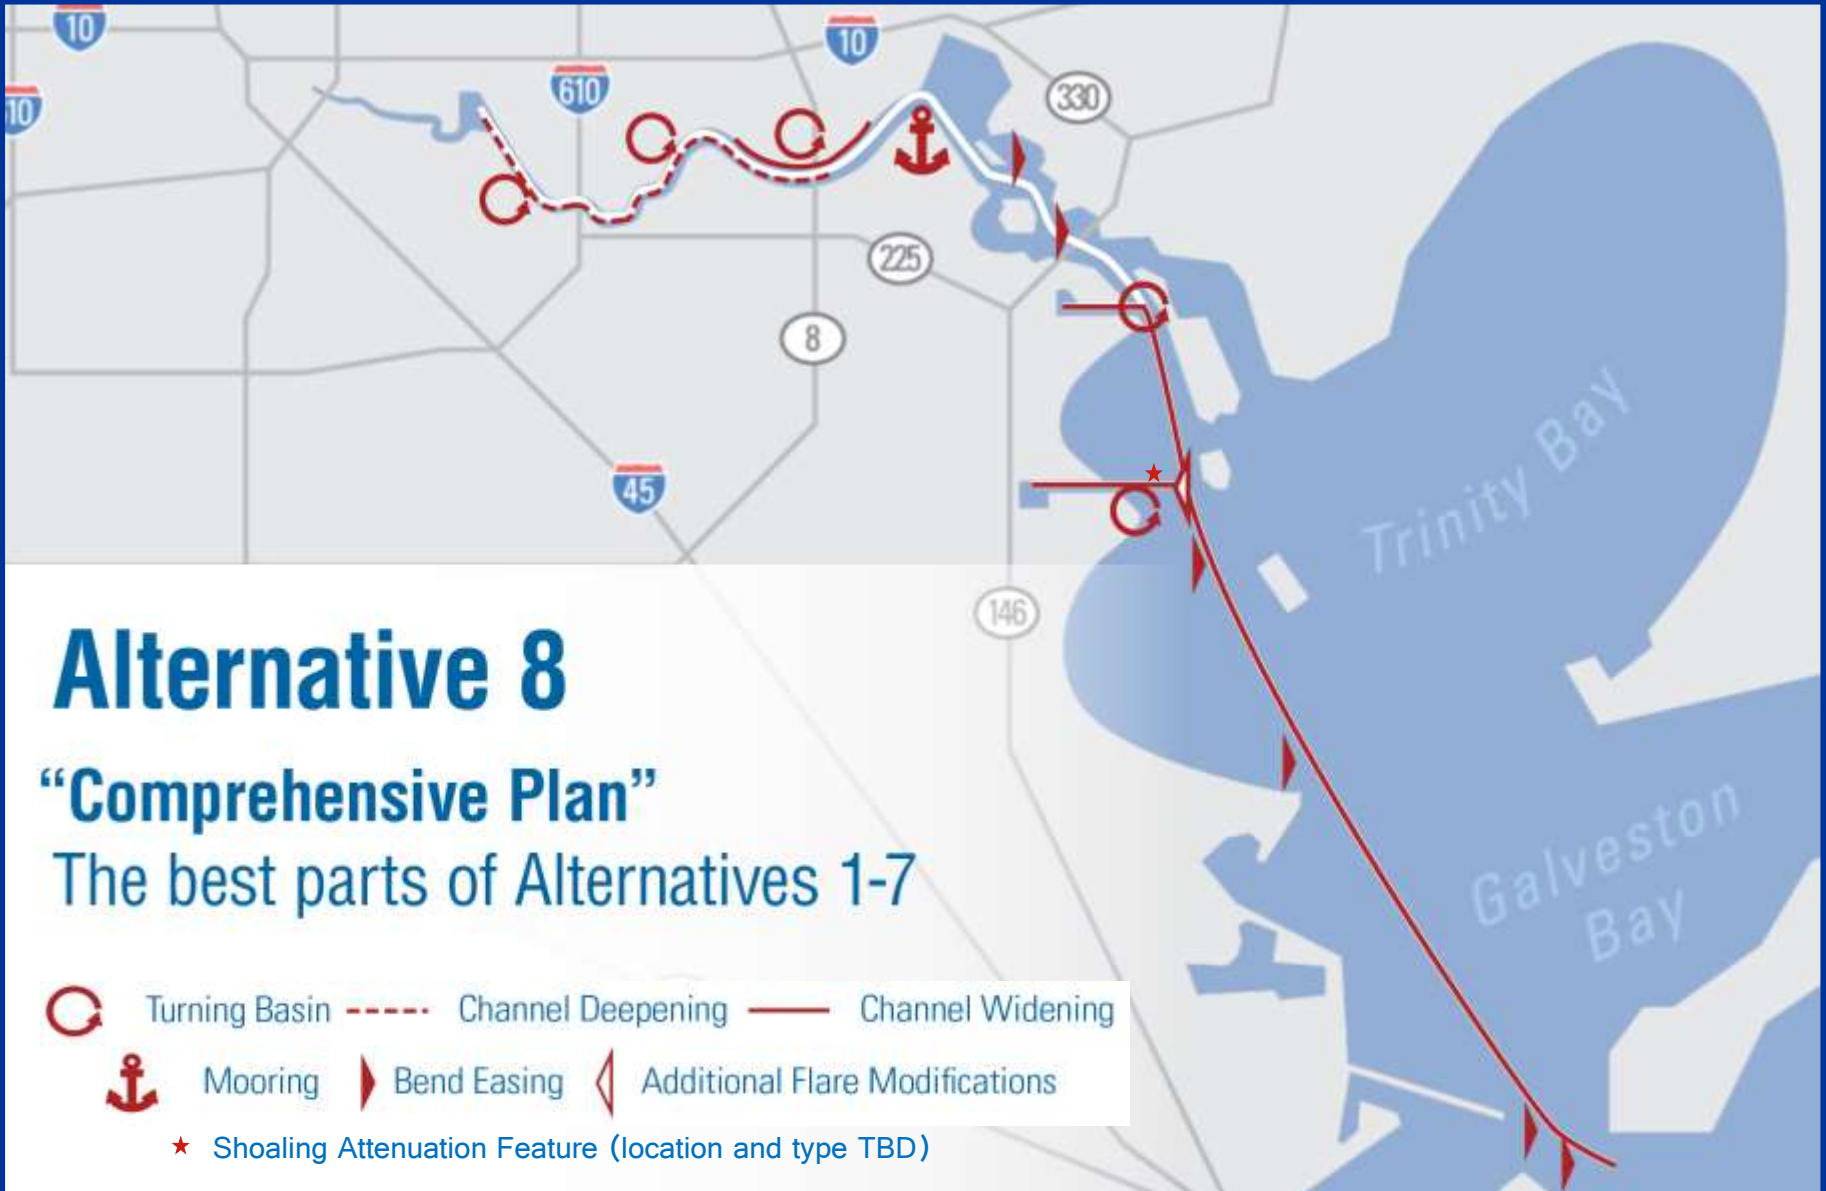 10
10
330
10
610
225
8
Trinity Bay
45
146
Alternative 8
“Comprehensive Plan”
The best parts of Alternatives 1-7
Galveston
Bay
Turning Basin
Channel Deepening
Channel Widening
Mooring
Bend Easing
Additional Flare Modifications
Shoaling Attenuation Feature (location and type TBD)